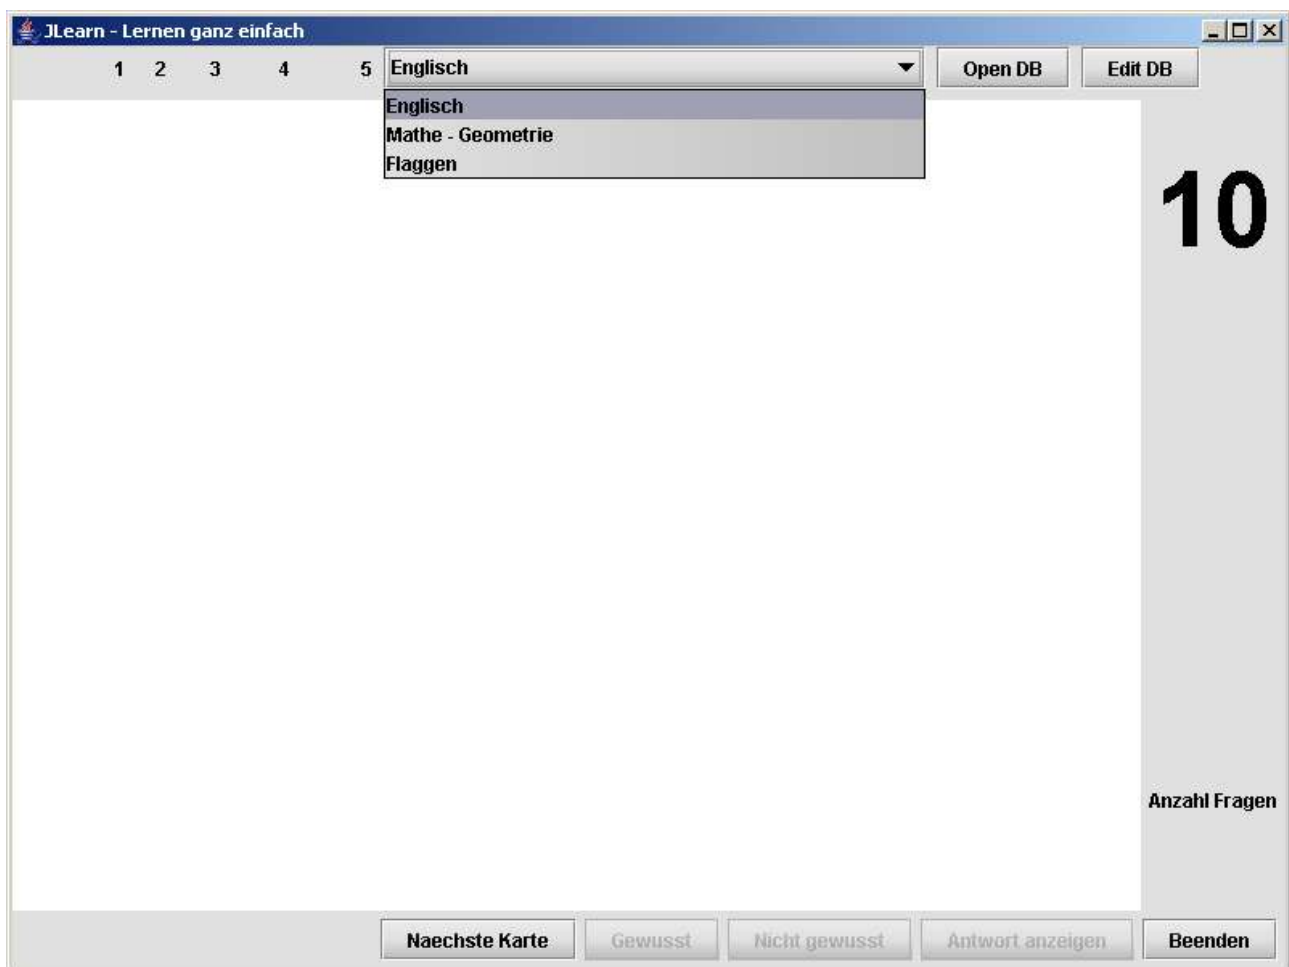 JLearn - Lernen ganz einfach
1 2 3 4 5 Englisch Open DB Edit DB
Englisch
Mathe - Geometrie
Flaggen
10
Anzahl Fragen
Naechste Karte Gewusst Nicht gewusst Antwort anzeigen Beenden